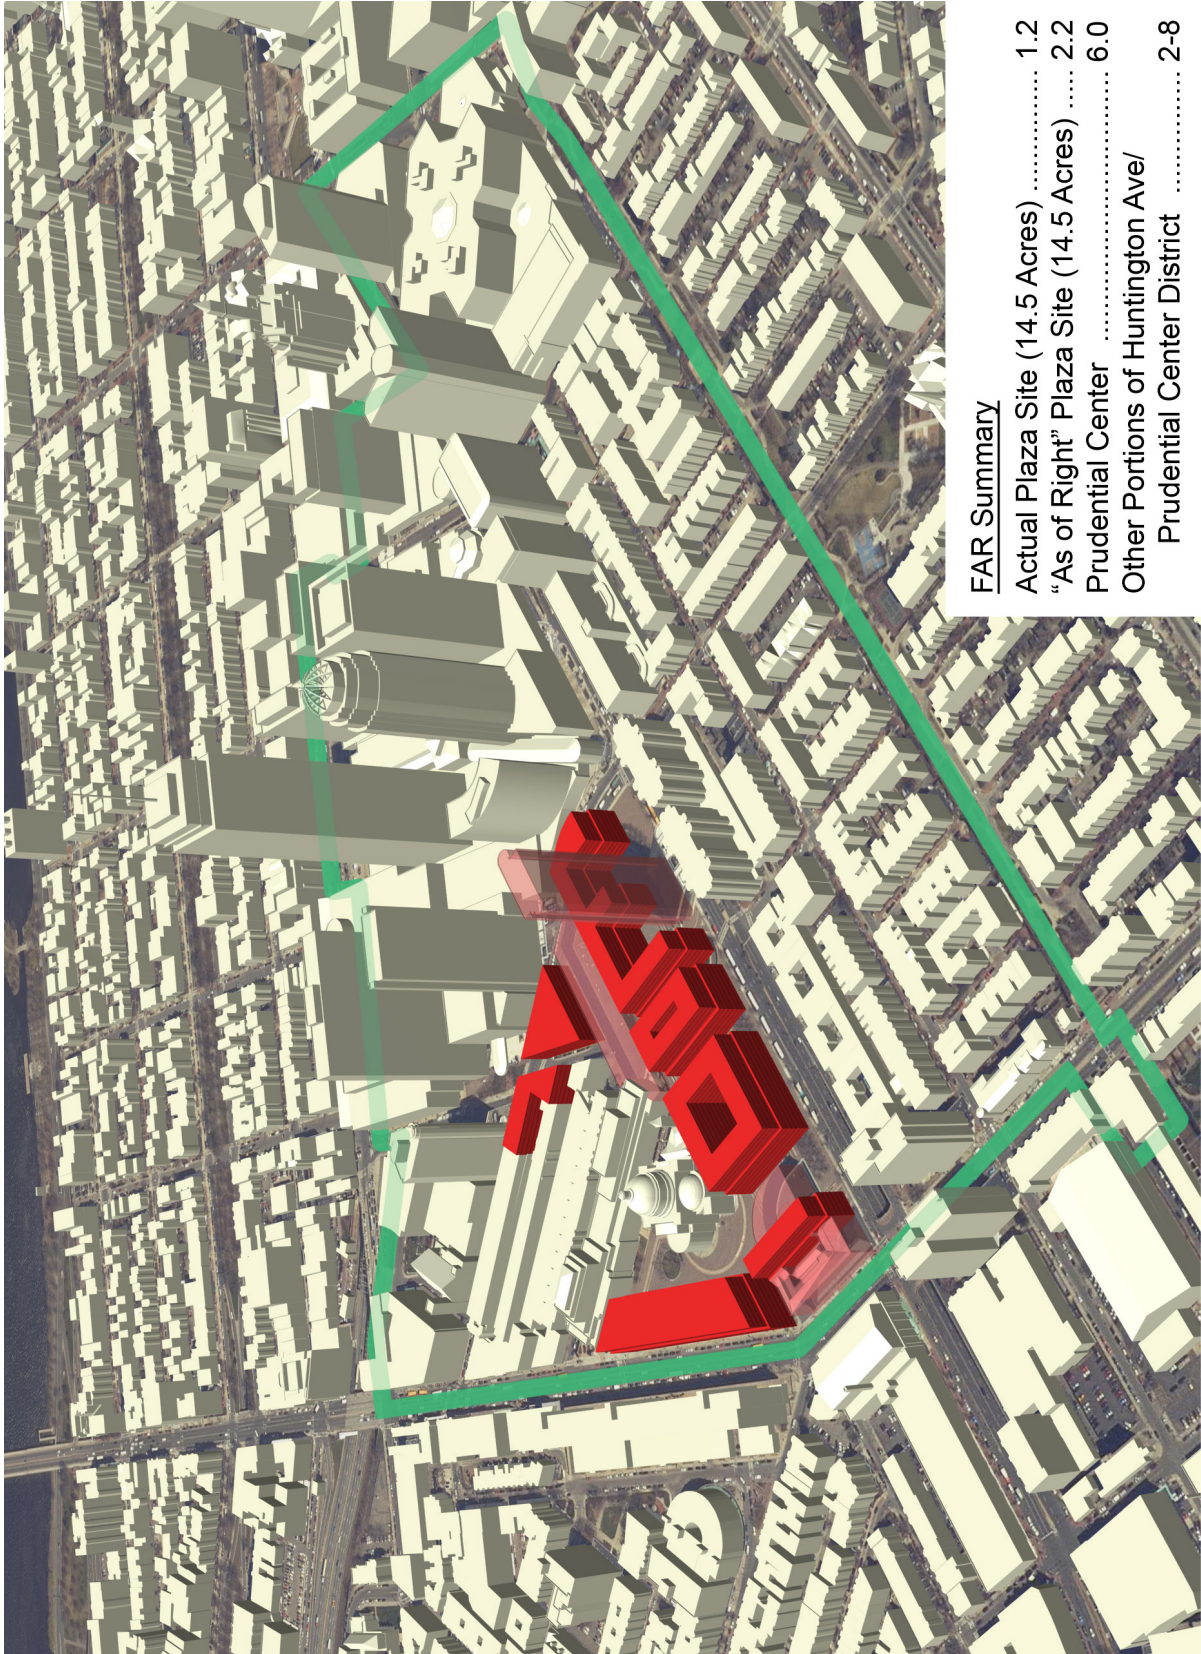 FAR Summary
Actual Plaza Site (14.5 Acres) ............... 1.2
“As of Right” Plaza Site (14.5 Acres) ..... 2.2
Prudential Center ................................. 6.0
Other Portions of Huntington Ave/
Prudential Center District ............... 2-8